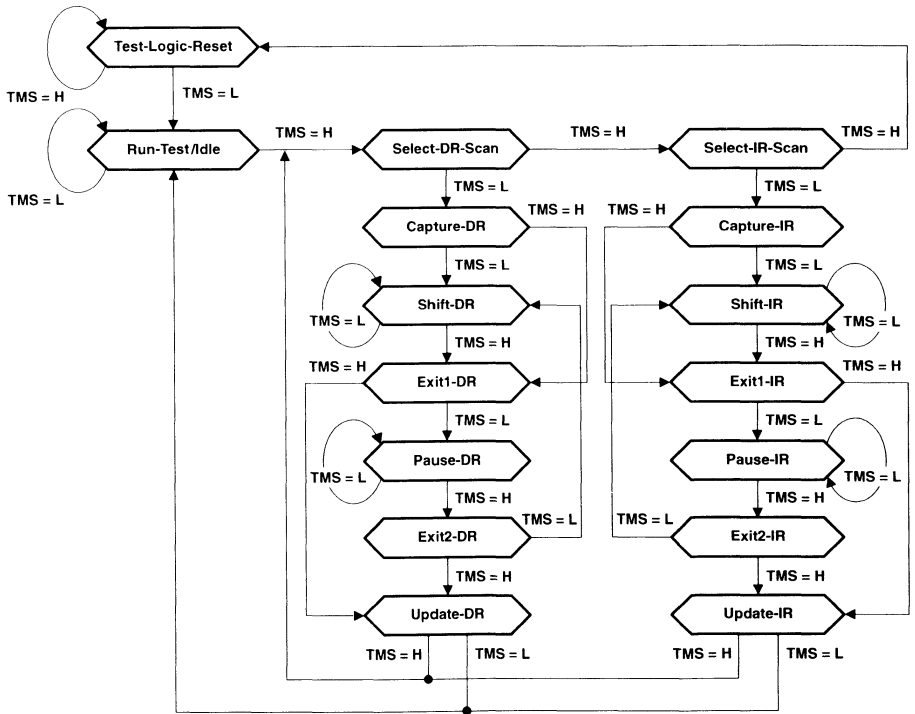 Test-Logic-Reset
TMS = H
TMS = L
TMS = H
TMS = H
TMS = H
Run-Test/Idle
Select-DR-Scan
Select-IR-Scan
TMS = L
TMS = L
TMS = L
TMS = H
TMS = H
Capture-DR
Capture-IR
TMS = L
TMS = L
Shift-DR
Shift-IR
TMS = L
TMS = L
TMS = H
TMS = H
TMS = H
TMS = H
Exit1-DR
Exit1-IR
TMS = L
TMS = L
Pause-DR
Pause-IR
TMS = L
TMS = L
TMS = H
TMS = H
TMS = L
TMS = L
Exit2-DR
Exit2-IR
TMS = H
TMS = H
Update-DR
Update-IR
TMS = H
TMS = L
TMS = H
TMS = L